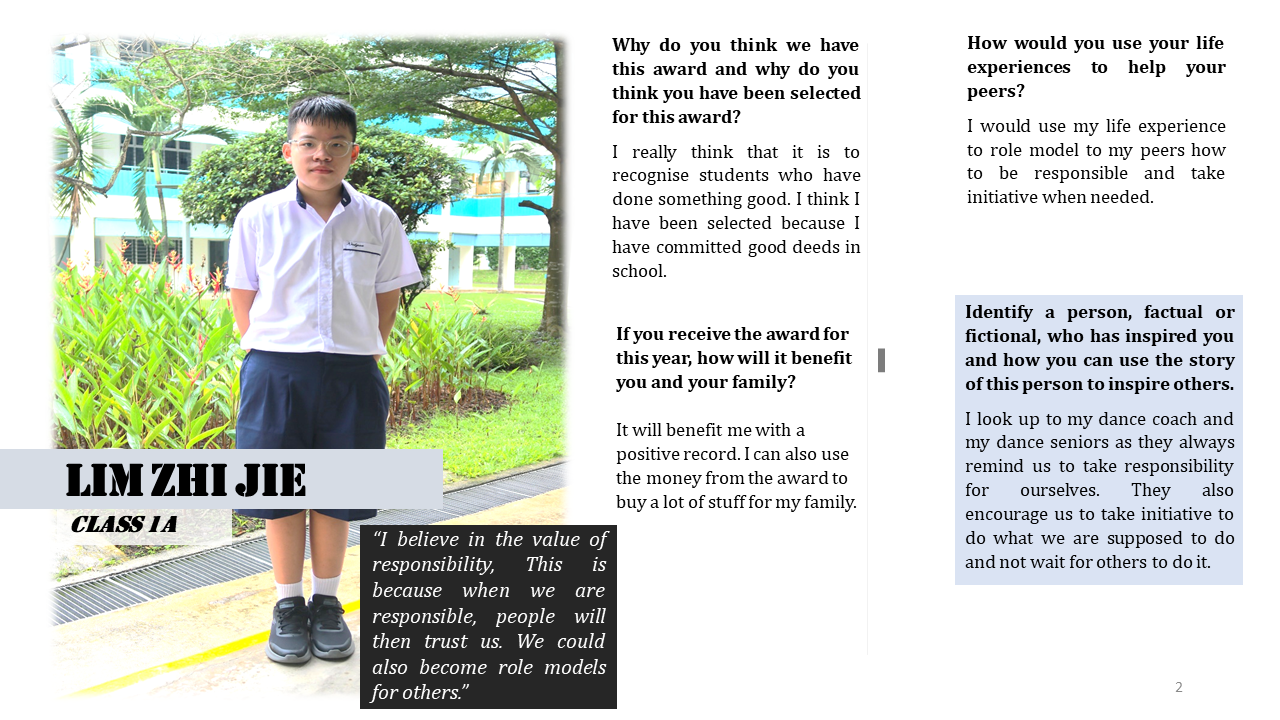 LIM ZHI JIE
CLASS 1A
“I believe in the value of
responsibility, This is
because when we are
responsible, people will
then trust us. We could
also become role models
for others.”
Why do you think we have
this award and why do you
think you have been selected
for this award?
I really think that it is to
recognise students who have
done something good. I think I
have been selected because I
have committed good deeds in
school.
If you receive the award for
this year, how will it benefit
you and your family?
It will benefit me with a
positive record. I can also use
the money from the award to
buy a lot of stuff for my family.
How would you use your life
experiences to help your
peers?
I would use my life experience
to role model to my peers how
to be responsible and take
initiative when needed.
Identify a person, factual or
fictional, who has inspired you
and how you can use the story
of this person to inspire others.
I look up to my dance coach and
my dance seniors as they always
remind us to take responsibility
for ourselves. They also
encourage us to take initiative to
do what we are supposed to do
and not wait for others to do it.
2